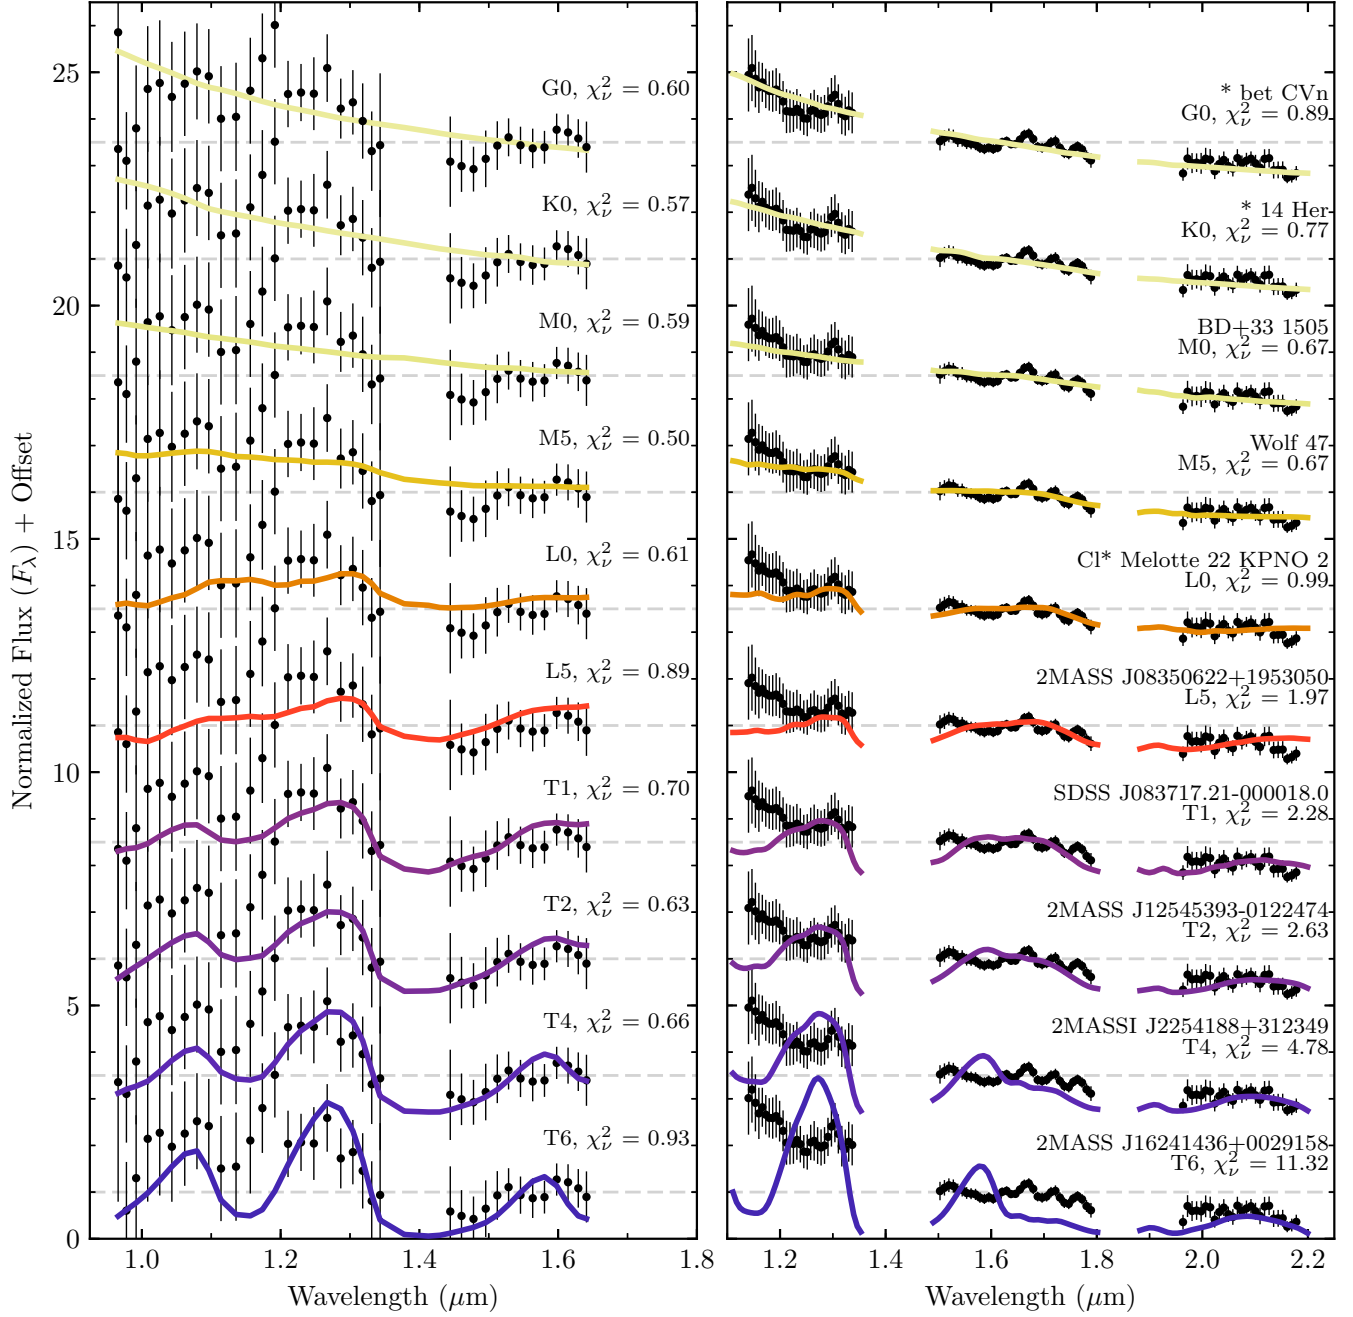 Normalized Flux (F_λ) + Offset
25
20
15
10
5
0
G0, χ²_ν = 0.60
K0, χ²_ν = 0.57
M0, χ²_ν = 0.59
M5, χ²_ν = 0.50
L0, χ²_ν = 0.61
L5, χ²_ν = 0.89
T1, χ²_ν = 0.70
T2, χ²_ν = 0.63
T4, χ²_ν = 0.66
T6, χ²_ν = 0.93
1.0 1.2 1.4 1.6 1.8
Wavelength (μm)
* bet CVn
G0, χ²_ν = 0.89
* 14 Her
K0, χ²_ν = 0.77
BD+33 1505
M0, χ²_ν = 0.67
Wolf 47
M5, χ²_ν = 0.67
Cl* Melotte 22 KPNO 2
L0, χ²_ν = 0.99
2MASS J08350622+1953050
L5, χ²_ν = 1.97
SDSS J083717.21-000018.0
T1, χ²_ν = 2.28
2MASS J12545393-0122474
T2, χ²_ν = 2.63
2MASSI J2254188+312349
T4, χ²_ν = 4.78
2MASS J16241436+0029158
T6, χ²_ν = 11.32
1.2 1.4 1.6 1.8 2.0 2.2
Wavelength (μm)